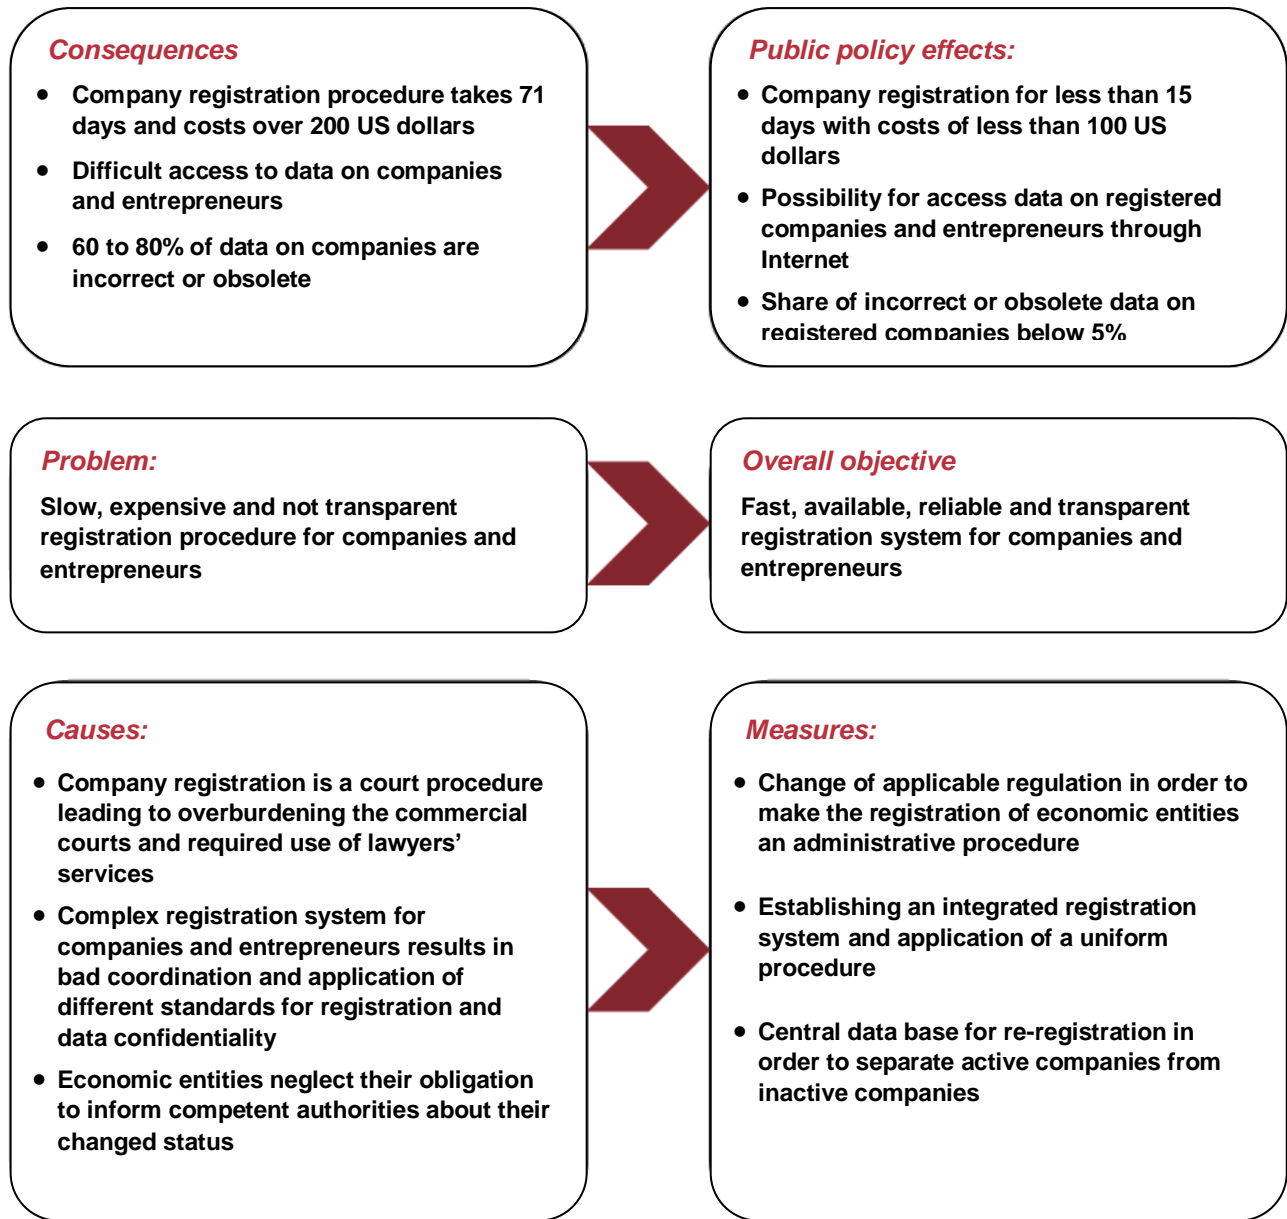 Consequences
• Company registration procedure takes 71
days and costs over 200 US dollars
• Difficult access to data on companies
and entrepreneurs
• 60 to 80% of data on companies are
incorrect or obsolete
Public policy effects:
• Company registration for less than 15
days with costs of less than 100 US
dollars
• Possibility for access data on registered
companies and entrepreneurs through
Internet
• Share of incorrect or obsolete data on
registered companies below 5%
Problem:
Slow, expensive and not transparent
registration procedure for companies and
entrepreneurs
Overall objective
Fast, available, reliable and transparent
registration system for companies and
entrepreneurs
Causes:
• Company registration is a court procedure
leading to overburdening the commercial
courts and required use of lawyers’
services
• Complex registration system for
companies and entrepreneurs results in
bad coordination and application of
different standards for registration and
data confidentiality
• Economic entities neglect their obligation
to inform competent authorities about their
changed status
Measures:
• Change of applicable regulation in order to
make the registration of economic entities
an administrative procedure
• Establishing an integrated registration
system and application of a uniform
procedure
• Central data base for re-registration in
order to separate active companies from
inactive companies